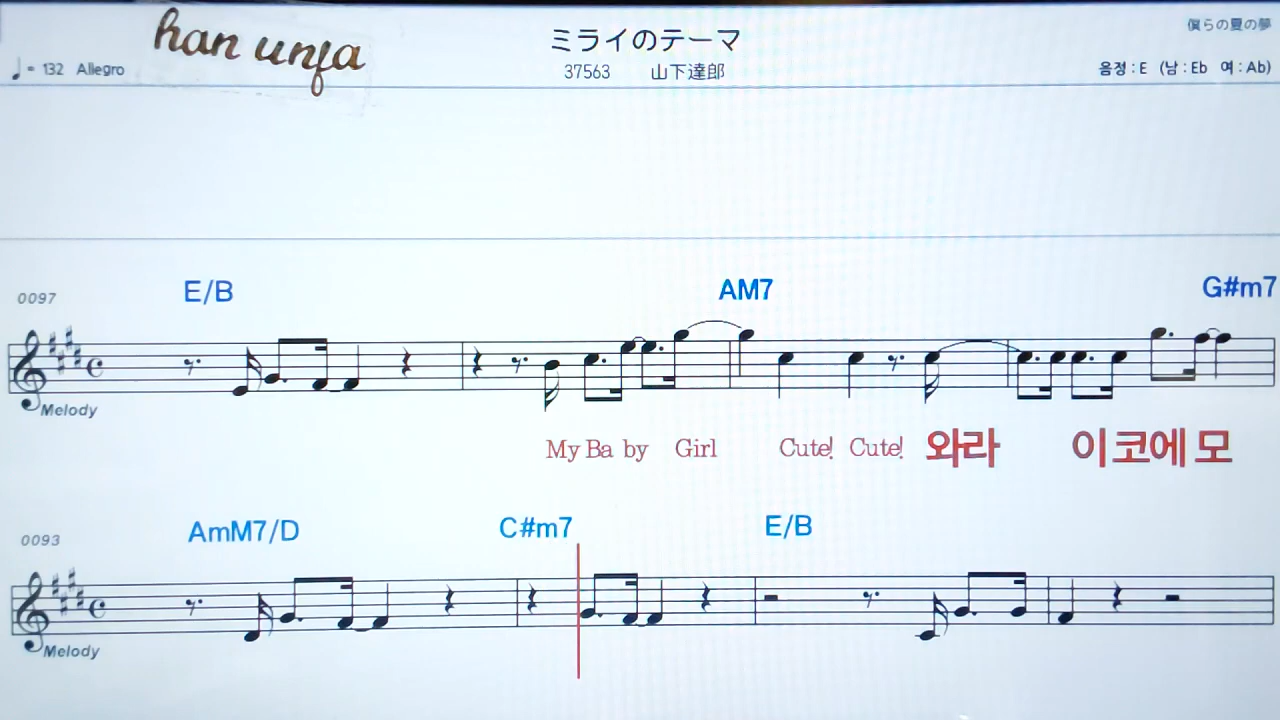 han unfa
ミライのテーマ
僕らの夏の夢
♩= 132 Allegro
37563 山下達郎
음정 : E (남 : Eb 여 : Ab)
0097 E/B AM7 G#m7
Melody
My Ba by Girl Cute! Cute! 와라 이 코에 모
0093 AmM7/D C#m7 E/B
Melody